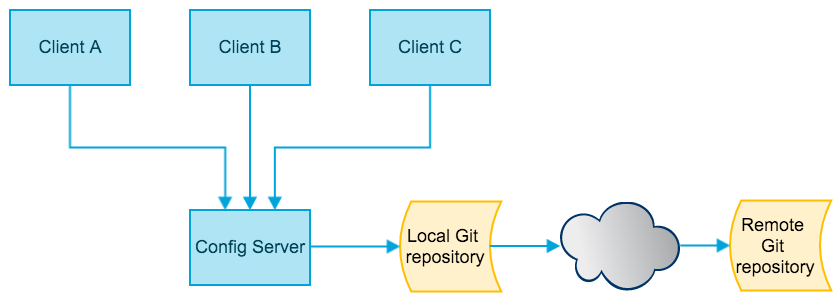 Client A
Client B
Client C
Config Server
Local Git
repository
Remote
Git
repository